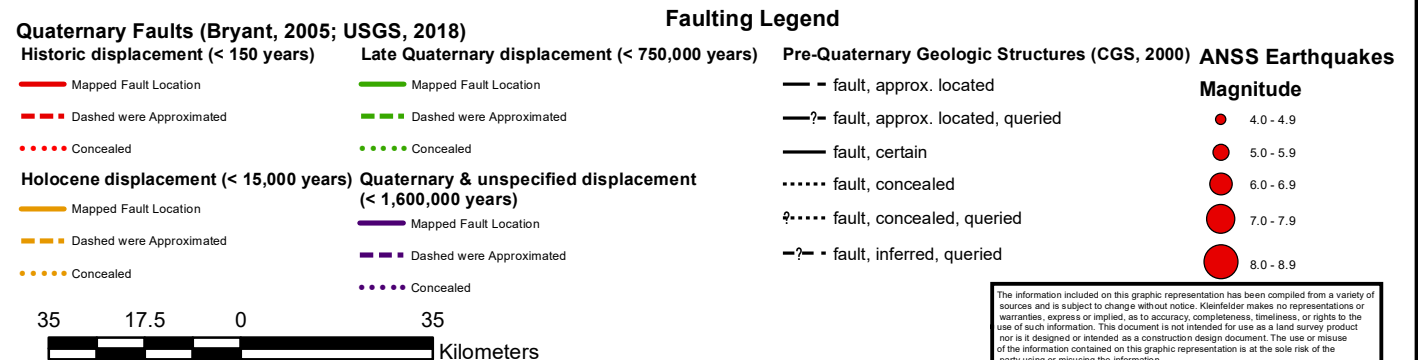 Faulting Legend
Quaternary Faults (Bryant, 2005; USGS, 2018)
Historic displacement (< 150 years)
Mapped Fault Location
Dashed were Approximated
Concealed
Holocene displacement (< 15,000 years)
Mapped Fault Location
Dashed were Approximated
Concealed
Late Quaternary displacement (< 750,000 years)
Mapped Fault Location
Dashed were Approximated
Concealed
Quaternary & unspecified displacement
(< 1,600,000 years)
Mapped Fault Location
Dashed were Approximated
Concealed
Pre-Quaternary Geologic Structures (CGS, 2000)
fault, approx. located
? fault, approx. located, queried
fault, certain
fault, concealed
? fault, concealed, queried
? fault, inferred, queried
ANSS Earthquakes
Magnitude
4.0 - 4.9
5.0 - 5.9
6.0 - 6.9
7.0 - 7.9
8.0 - 8.9
35 17.5 0 35
Kilometers
The information included on this graphic representation has been compiled from a variety of
sources and is subject to change without notice. Kleinfelder makes no representations or
warranties, express or implied, as to accuracy, completeness, timeliness, or rights to the
use of such information. This document is not intended for use as a land survey product
nor is it designed or intended as a construction design document. The use or misuse
of the information contained on this graphic representation is at the sole risk of the
party using or misusing the information.